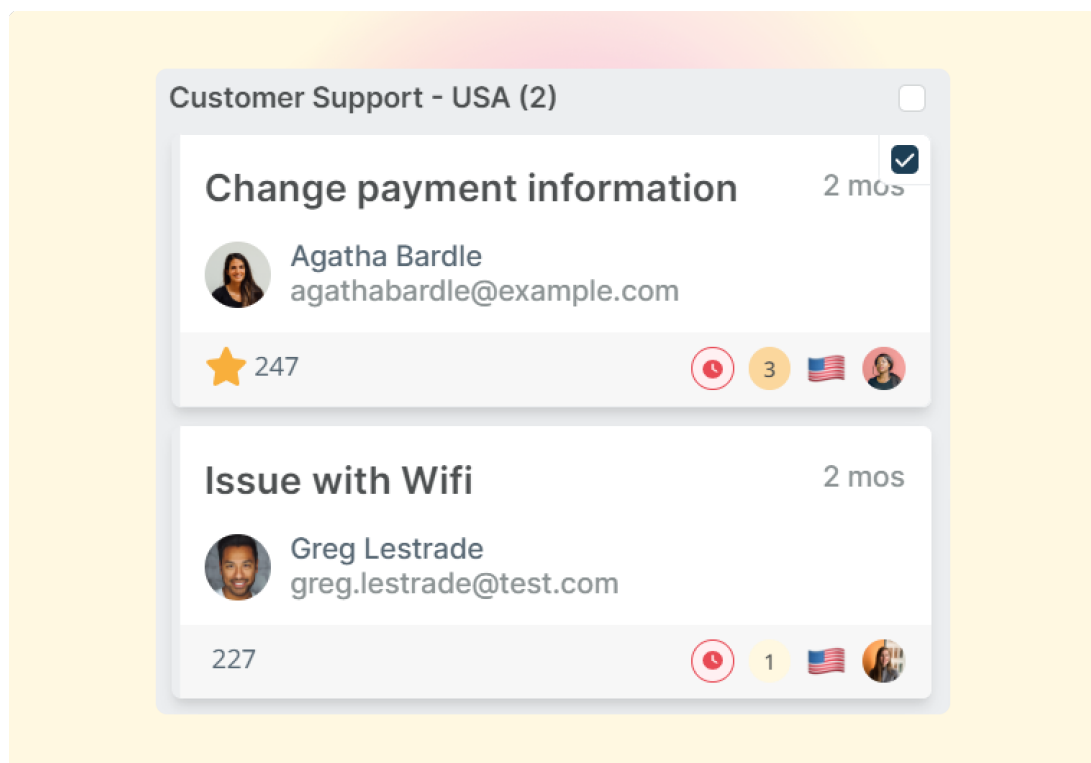 Customer Support - USA (2)
Change payment information
2 mos
Agatha Bardle
agathabardle@example.com
247
3
Issue with Wifi
2 mos
Greg Lestrade
greg.lestrade@test.com
227
1